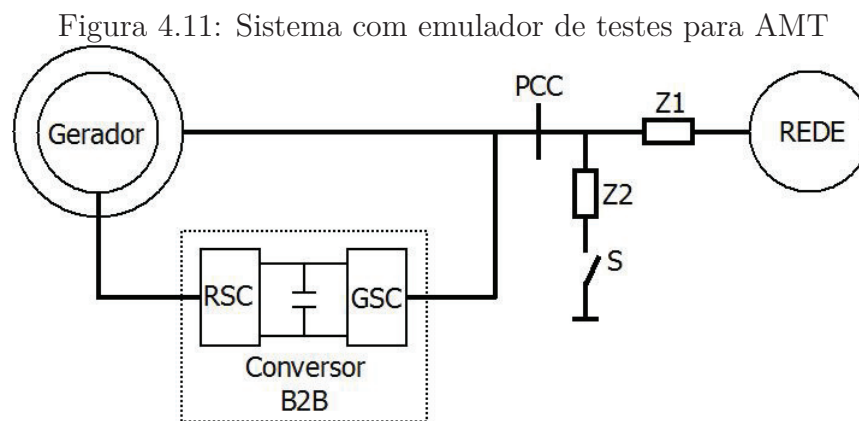 Figura 4.11: Sistema com emulador de testes para AMT
PCC
Z1
Gerador
REDE
Z2
S
RSC
GSC
Conversor
B2B